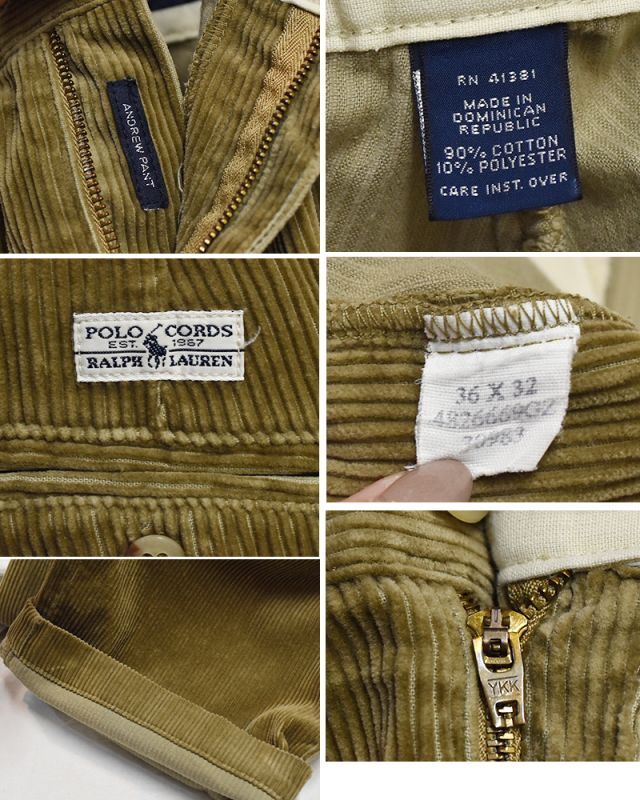 ANDREW PANT
RN 41381
MADE IN
DOMINICAN
REPUBLIC
90% COTTON
10% POLYESTER
CARE INST. OVER
POLO CORDS
EST. 1967
RALPH LAUREN
36 X 32
4826669G2
YKK